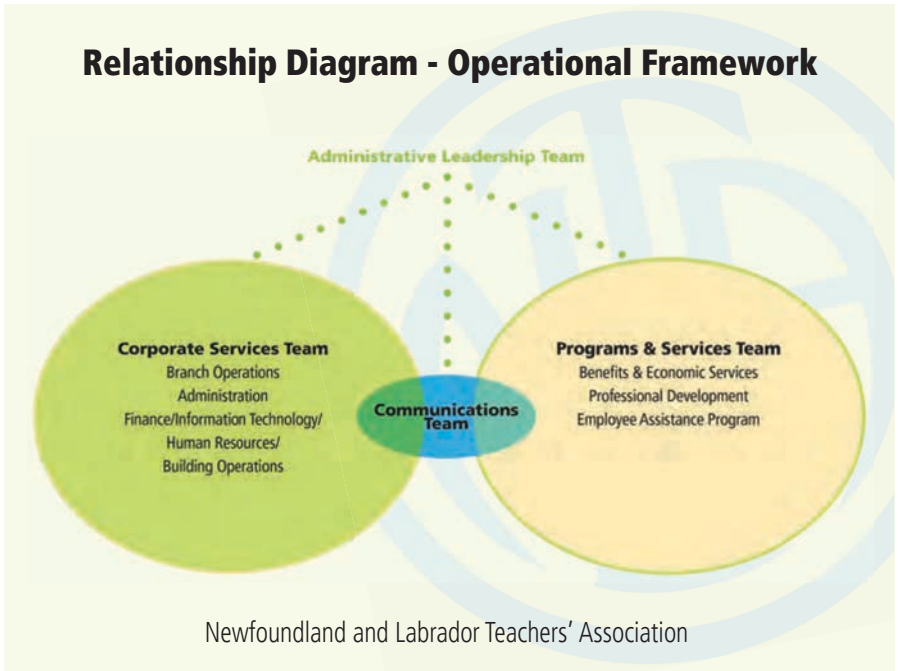 Relationship Diagram - Operational Framework
Administrative Leadership Team
Corporate Services Team
Branch Operations
Administration
Finance/Information Technology/
Human Resources/
Building Operations
Communications
Team
Programs & Services Team
Benefits & Economic Services
Professional Development
Employee Assistance Program
Newfoundland and Labrador Teachers' Association